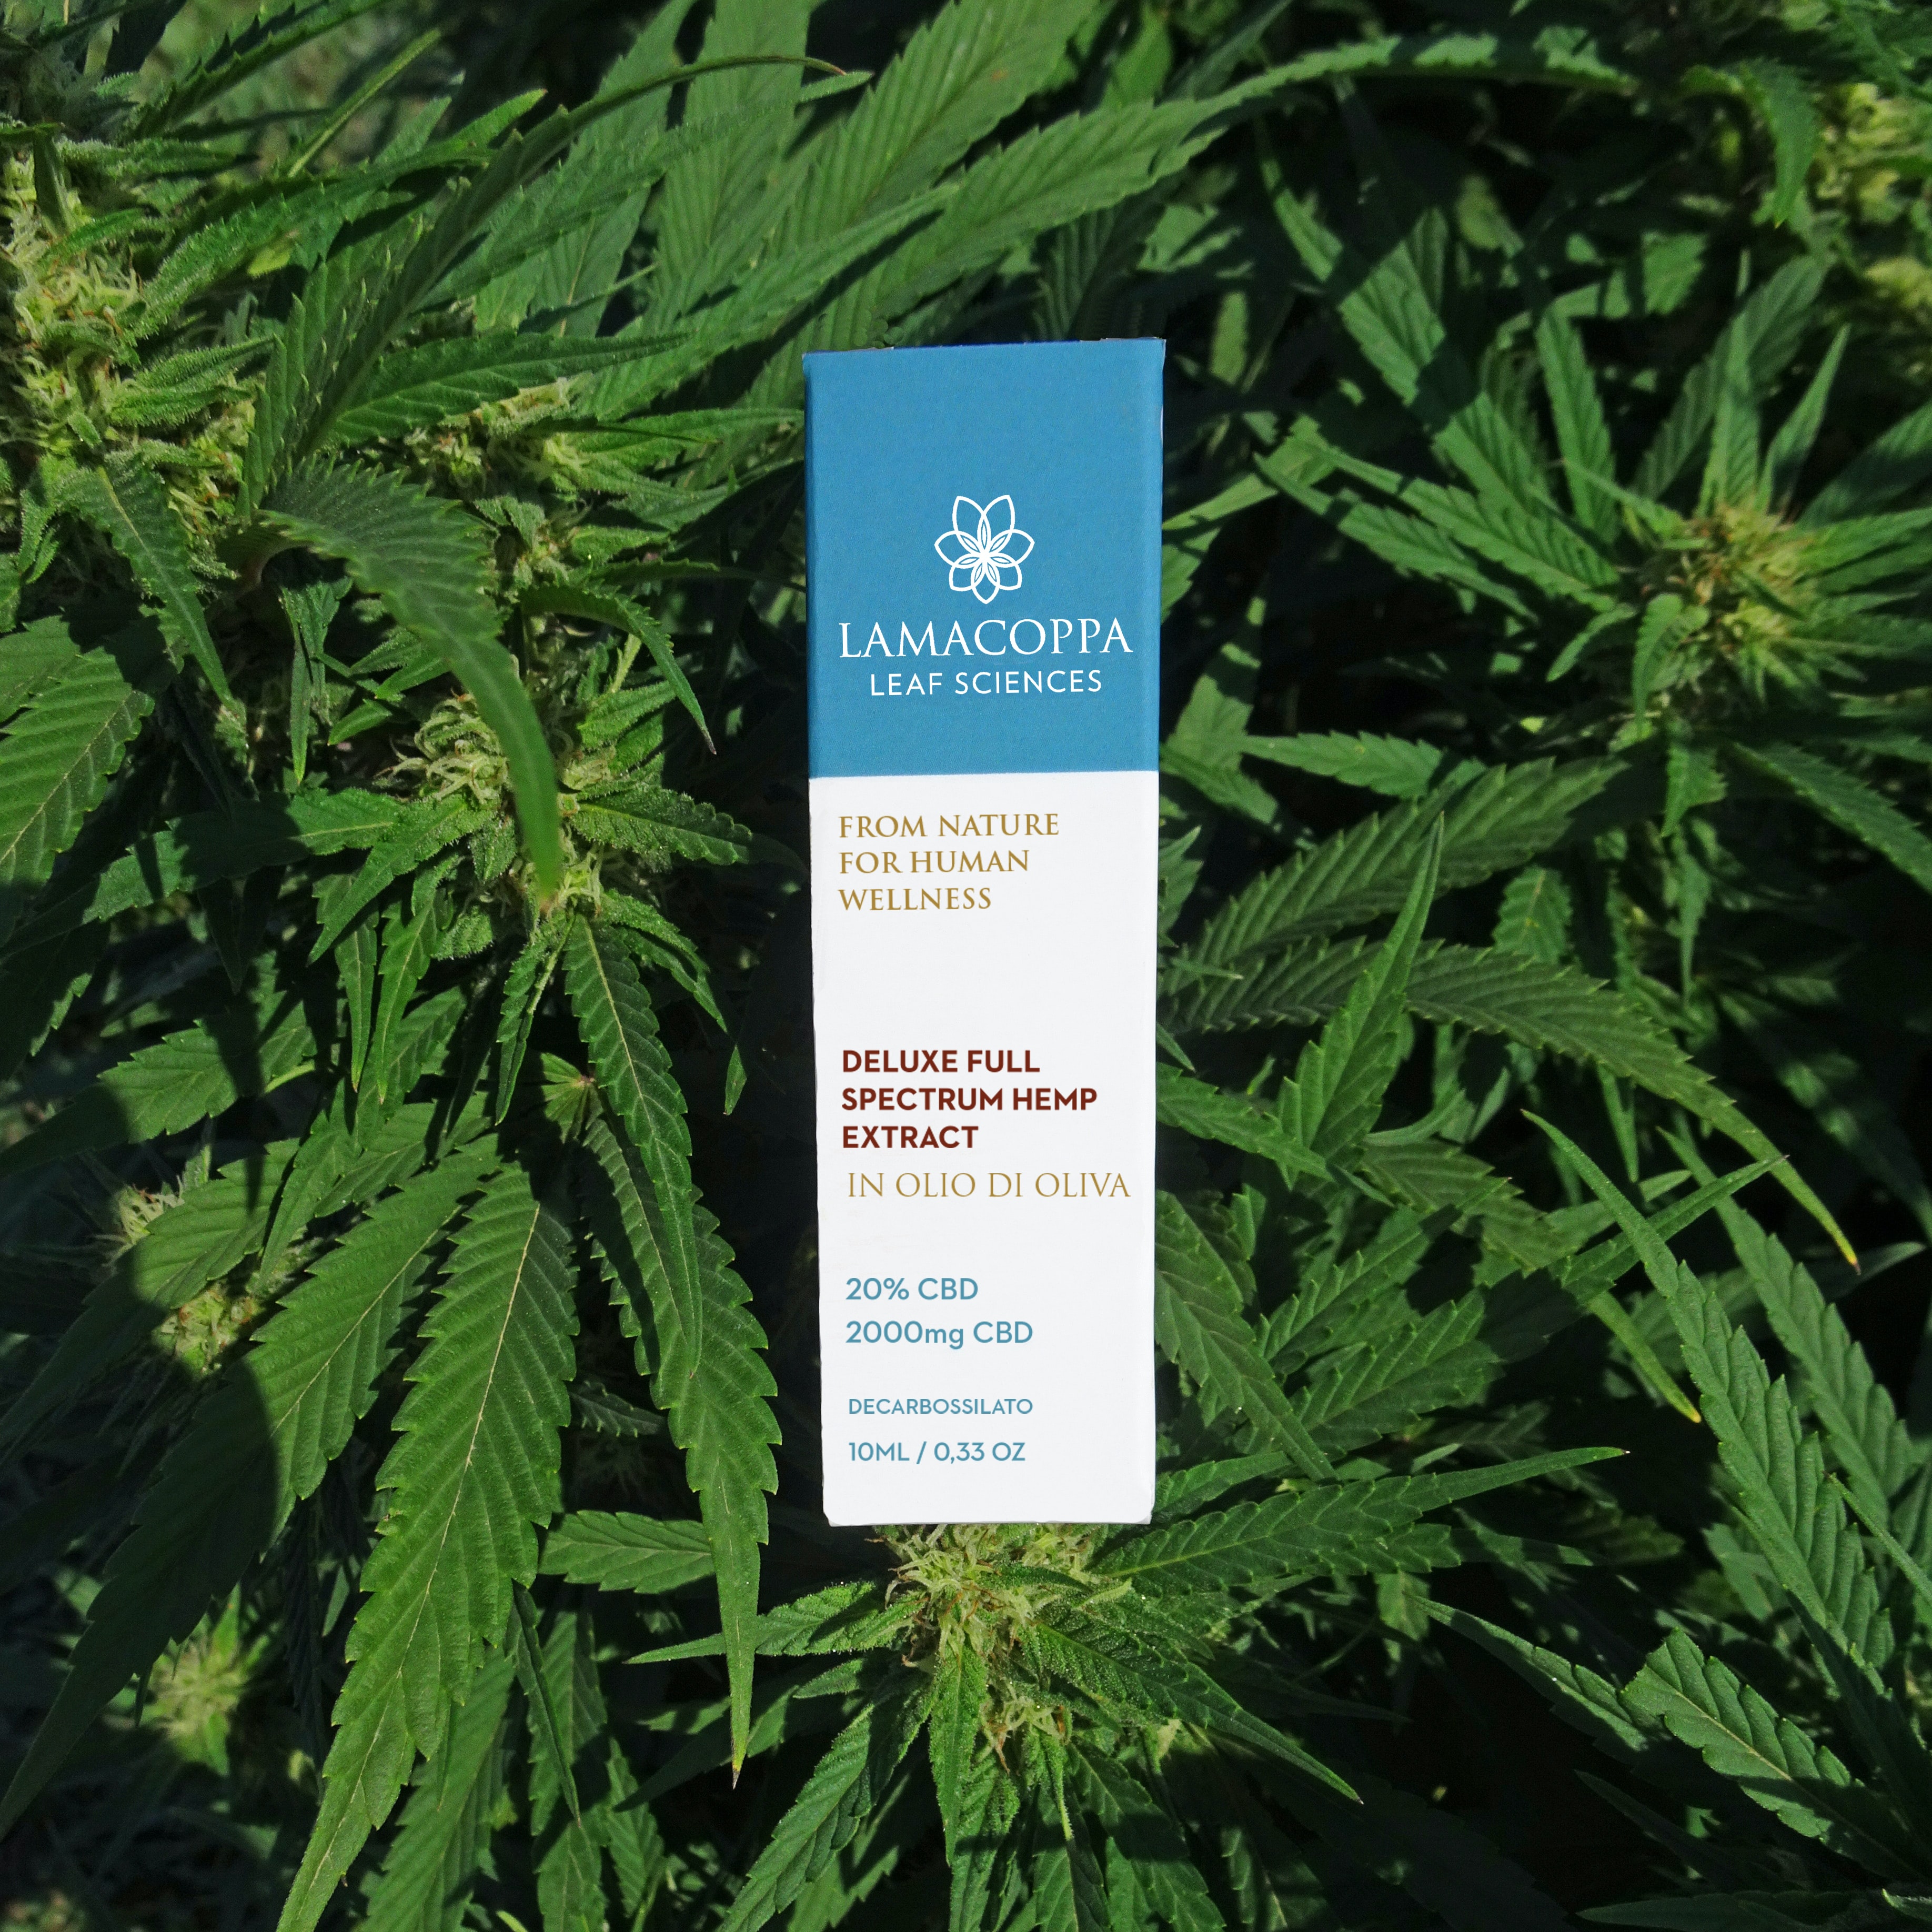 LAMACOPPA
LEAF SCIENCES
FROM NATURE
FOR HUMAN
WELLNESS
DELUXE FULL
SPECTRUM HEMP
EXTRACT
IN OLIO DI OLIVA
20% CBD
2000mg CBD
DECARBOSSILATO
10ML / 0,33 OZ